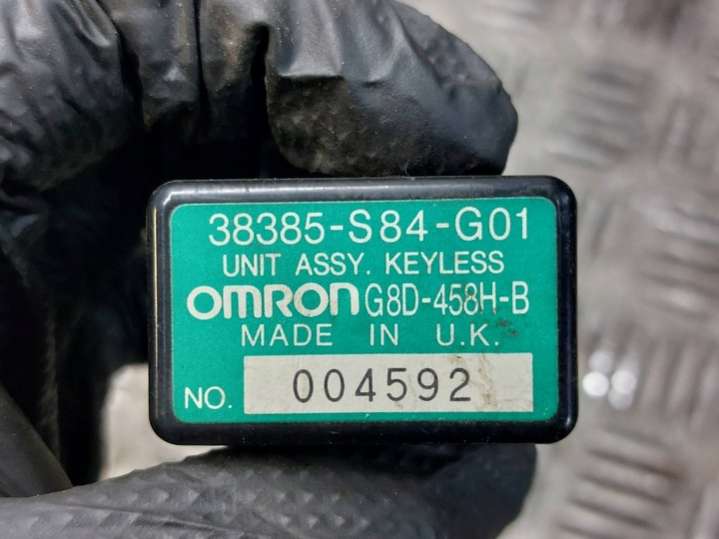 38385-S84-G01
UNIT ASSY. KEYLESS
OMRON G8D-458H-B
MADE IN U.K.
NO. 004592